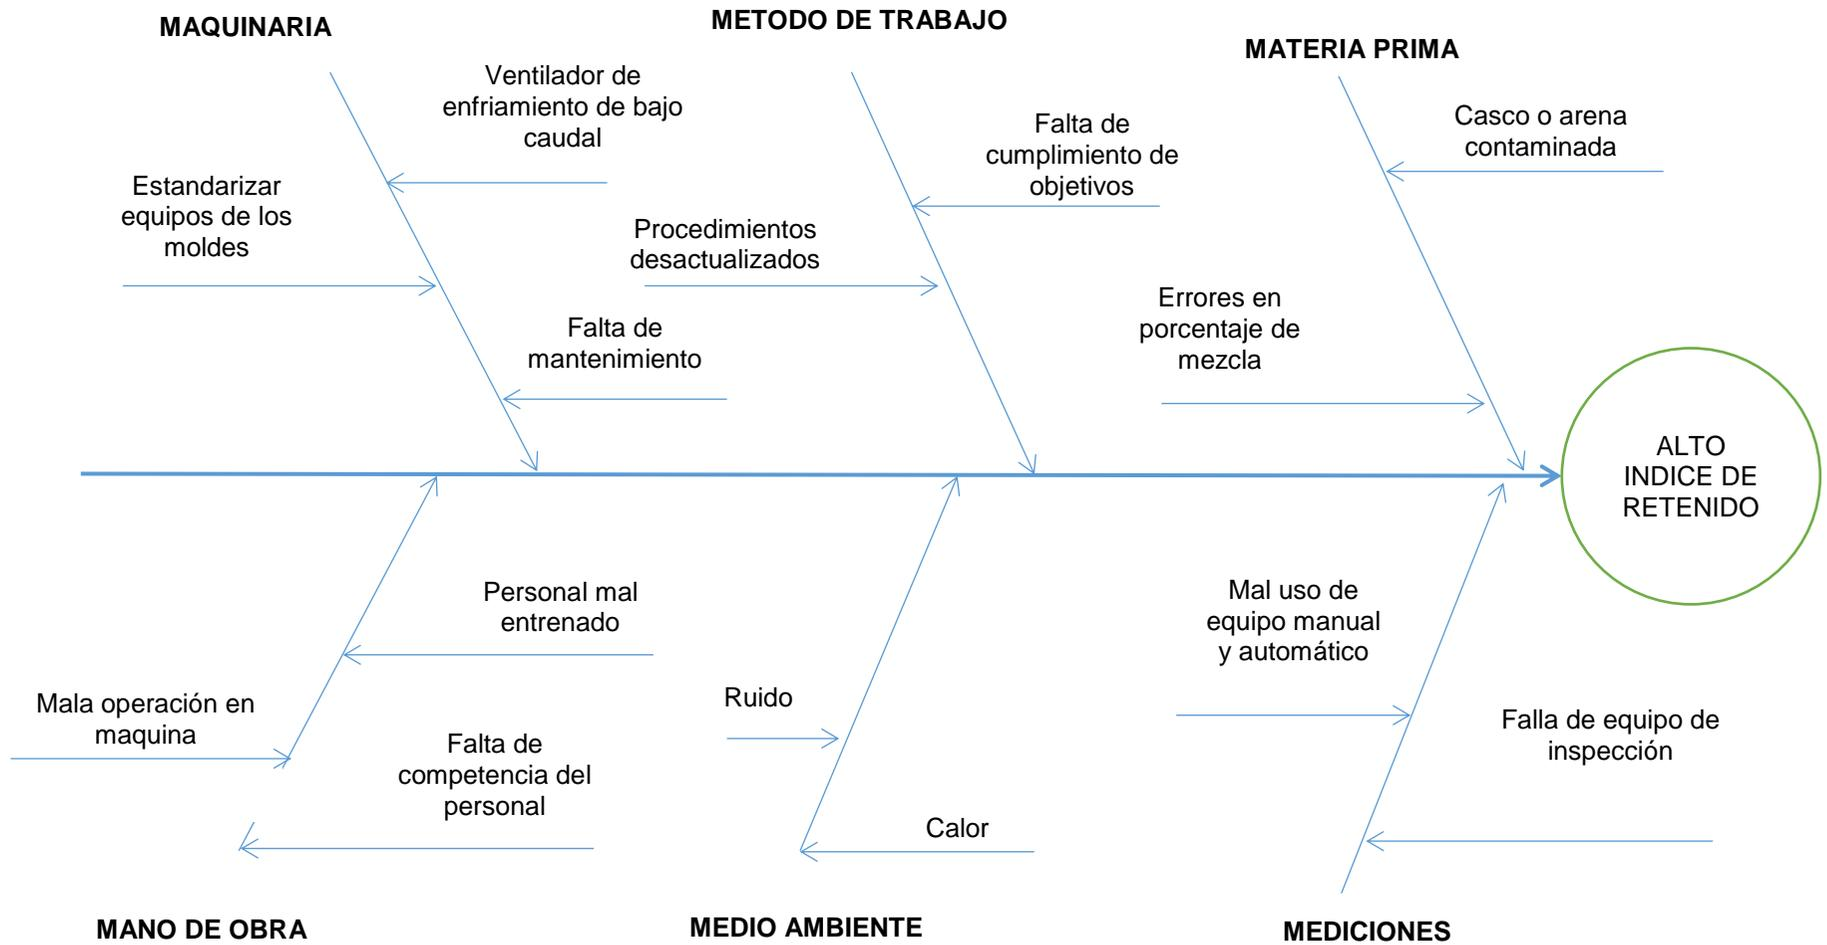 MAQUINARIA
METODO DE TRABAJO
MATERIA PRIMA
Ventilador de
enfriamiento de bajo
caudal
Estandarizar
equipos de los
moldes
Falta de
mantenimiento
Falta de
cumplimiento de
objetivos
Procedimientos
desactualizados
Casco o arena
contaminada
Errores en
porcentaje de
mezcla
ALTO
INDICE DE
RETENIDO
Personal mal
entrenado
Mala operación en
maquina
Falta de
competencia del
personal
Ruido
Calor
Mal uso de
equipo manual
y automático
Falla de equipo de
inspección
MANO DE OBRA
MEDIO AMBIENTE
MEDICIONES